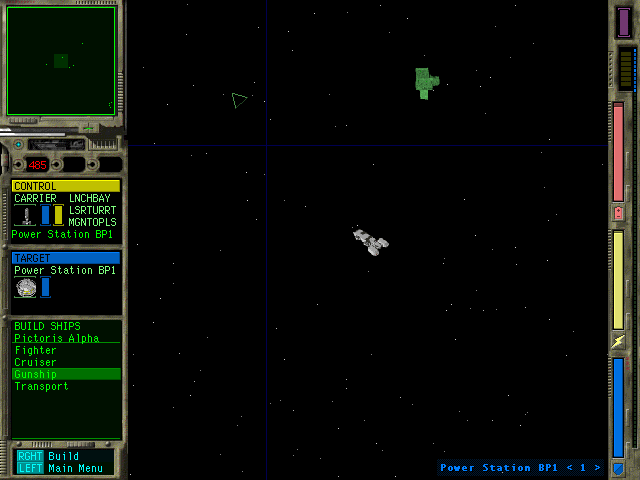 485
CONTROL
CARRIER LNCHBAY
LSRTURRT
MGNTOPLS
Power Station BP1
TARGET
Power Station BP1
BUILD SHIPS
Pictoris Alpha
Fighter
Cruiser
Gunship
Transport
RGHT Build
LEFT Main Menu
Power Station BP1 < 1 >